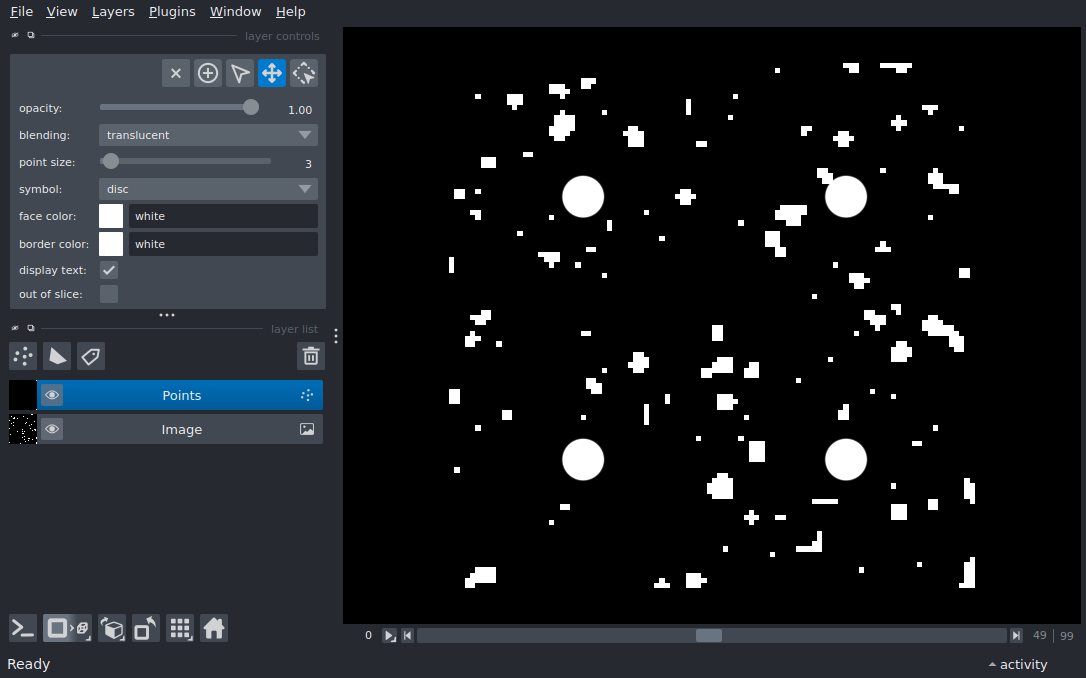 File View Layers Plugins Window Help
layer controls
opacity: 1.00
blending: translucent
point size: 3
symbol: disc
face color: white
border color: white
display text:
out of slice:
layer list
Points
Image
0 49 99
Ready activity